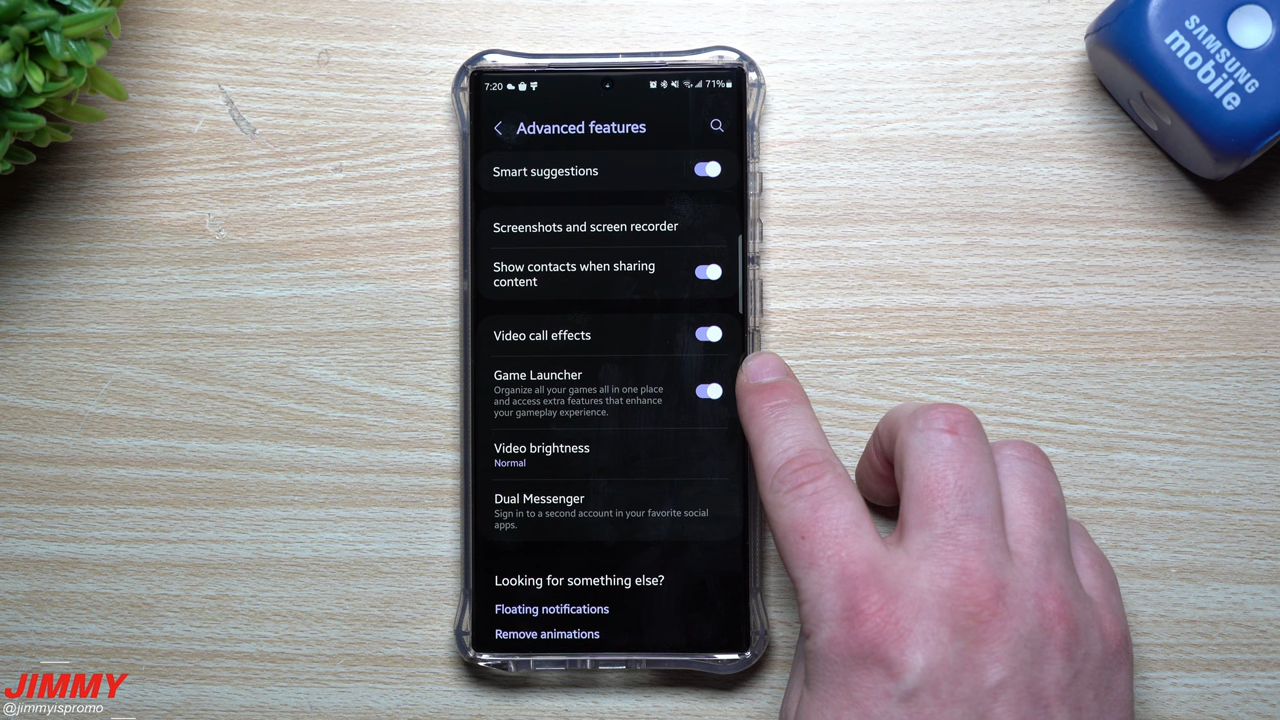 SAMSUNG
mobile
7:20
71%
Advanced features
Smart suggestions
Screenshots and screen recorder
Show contacts when sharing
content
Video call effects
Game Launcher
Organize all your games all in one place
and access extra features that enhance
your gameplay experience.
Video brightness
Normal
Dual Messenger
Sign in to a second account in your favorite social
apps.
Looking for something else?
Floating notifications
Remove animations
JIMMY
@jimmyispromo